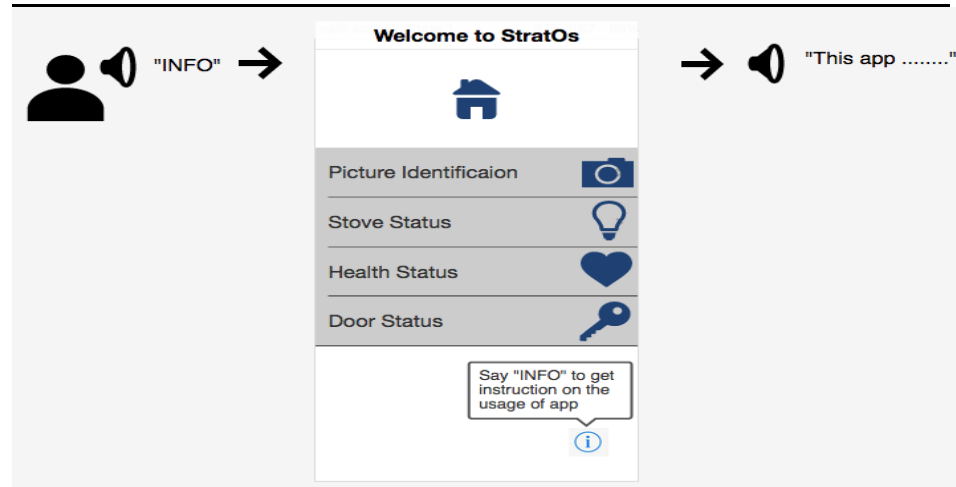 "INFO"
Welcome to StratOs
"This app ........"
Picture Identificaion
Stove Status
Health Status
Door Status
Say "INFO" to get
instruction on the
usage of app
i